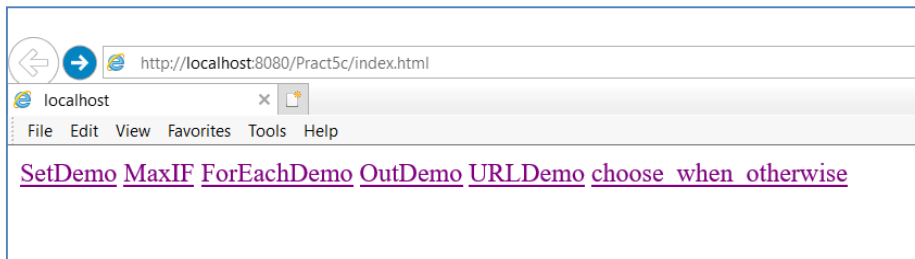 http://localhost:8080/Pract5c/index.html
localhost
File Edit View Favorites Tools Help
SetDemo MaxIF ForEachDemo OutDemo URLDemo choose_when_otherwise